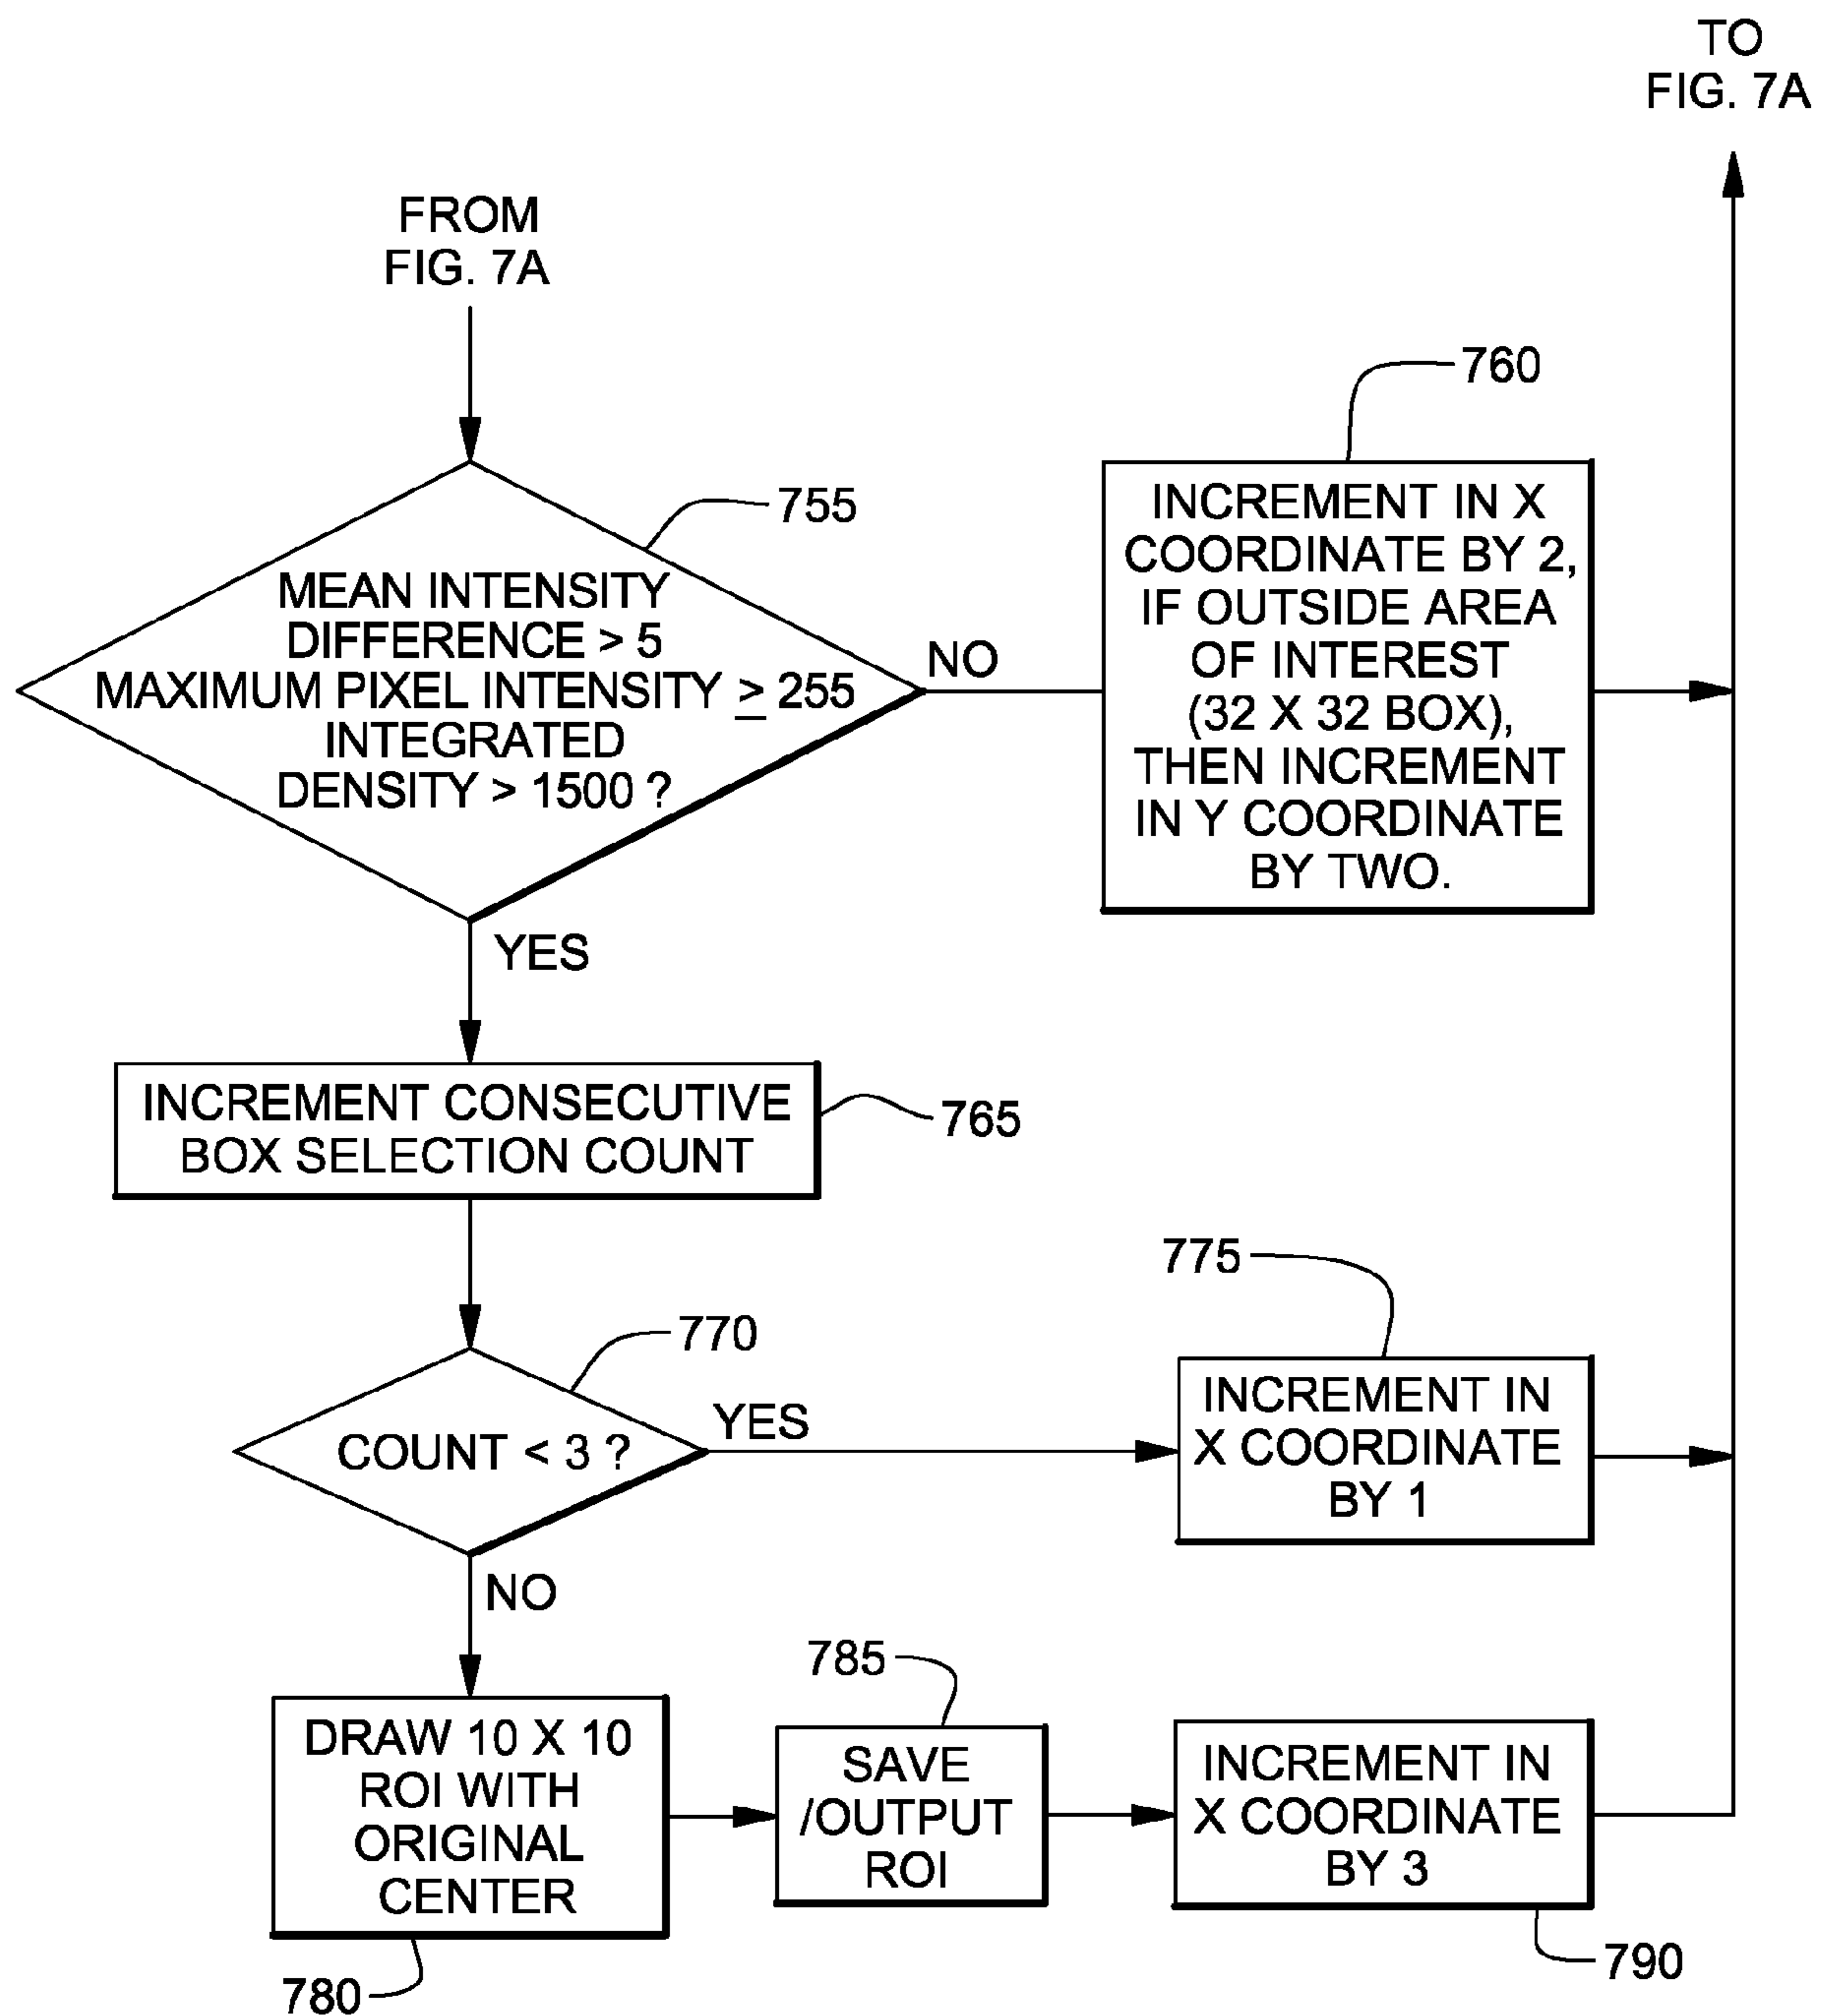 TO
FIG. 7A
FROM
FIG. 7A
755
MEAN INTENSITY
DIFFERENCE > 5
MAXIMUM PIXEL INTENSITY ≥ 255
INTEGRATED
DENSITY > 1500 ?
NO
760
INCREMENT IN X
COORDINATE BY 2,
IF OUTSIDE AREA
OF INTEREST
(32 X 32 BOX),
THEN INCREMENT
IN Y COORDINATE
BY TWO.
YES
INCREMENT CONSECUTIVE
BOX SELECTION COUNT
765
770
COUNT < 3 ?
YES
775
INCREMENT IN
X COORDINATE
BY 1
NO
DRAW 10 X 10
ROI WITH
ORIGINAL
CENTER
780
785
SAVE
/OUTPUT
ROI
INCREMENT IN
X COORDINATE
BY 3
790